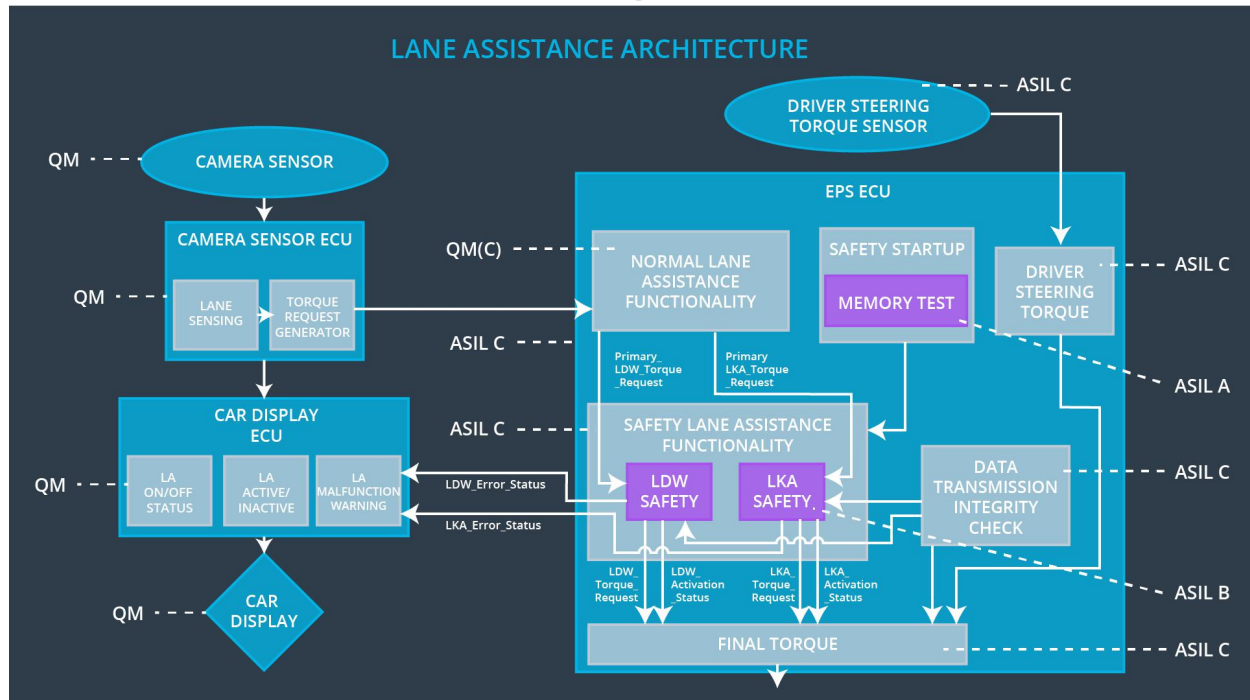 LANE ASSISTANCE ARCHITECTURE
ASIL C
DRIVER STEERING
TORQUE SENSOR
QM
CAMERA SENSOR
EPS ECU
CAMERA SENSOR ECU
QM
LANE
SENSING
TORQUE
REQUEST
GENERATOR
QM(C)
NORMAL LANE
ASSISTANCE
FUNCTIONALITY
SAFETY STARTUP
MEMORY TEST
DRIVER
STEERING
TORQUE
ASIL C
ASIL C
Primary_
LDW_Torque
_Request
Primary
LKA_Torque
_Request
ASIL A
CAR DISPLAY
ECU
QM
LA
ON/OFF
STATUS
LA
ACTIVE/
INACTIVE
LA
MALFUNCTION
WARNING
ASIL C
SAFETY LANE ASSISTANCE
FUNCTIONALITY
LDW
SAFETY
LKA
SAFETY
DATA
TRANSMISSION
INTEGRITY
CHECK
ASIL C
LDW_Error_Status
LKA_Error_Status
LDW_
Torque_
Request
LDW_
Activation
_Status
LKA_
Torque_
Request
LKA_
Activation
_Status
ASIL B
QM
CAR
DISPLAY
FINAL TORQUE
ASIL C